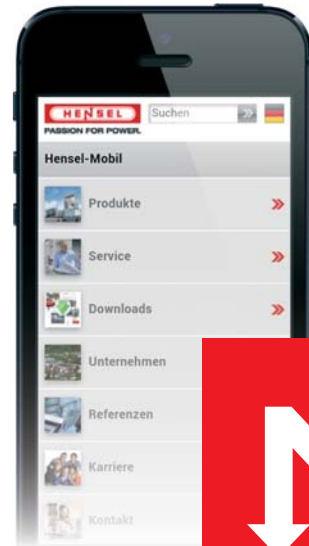 HENSEL
Suchen
PASSION FOR POWER.
Hensel-Mobil
Produkte
Service
Downloads
Unternehmen
Referenzen
Karriere
Kontakt